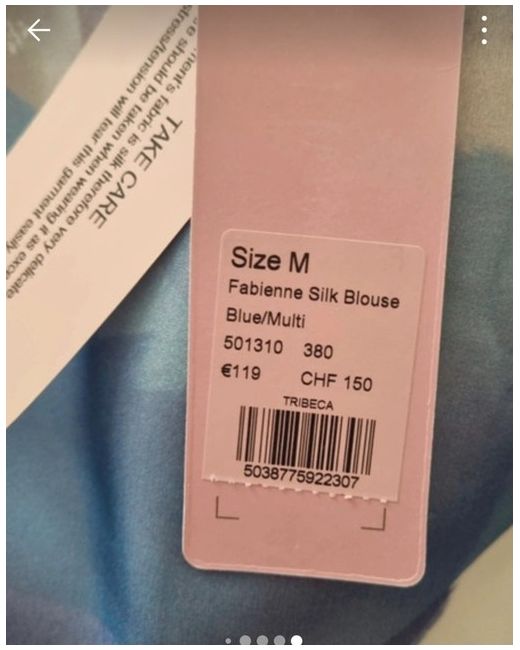 TAKE CARE
ment's fabric is silk therefore very delicate
e should be taken when wearing it as
stress/tension will tear this garment easily
Size M
Fabienne Silk Blouse
Blue/Multi
501310 380
€119 CHF 150
TRIBECA
5038775922307